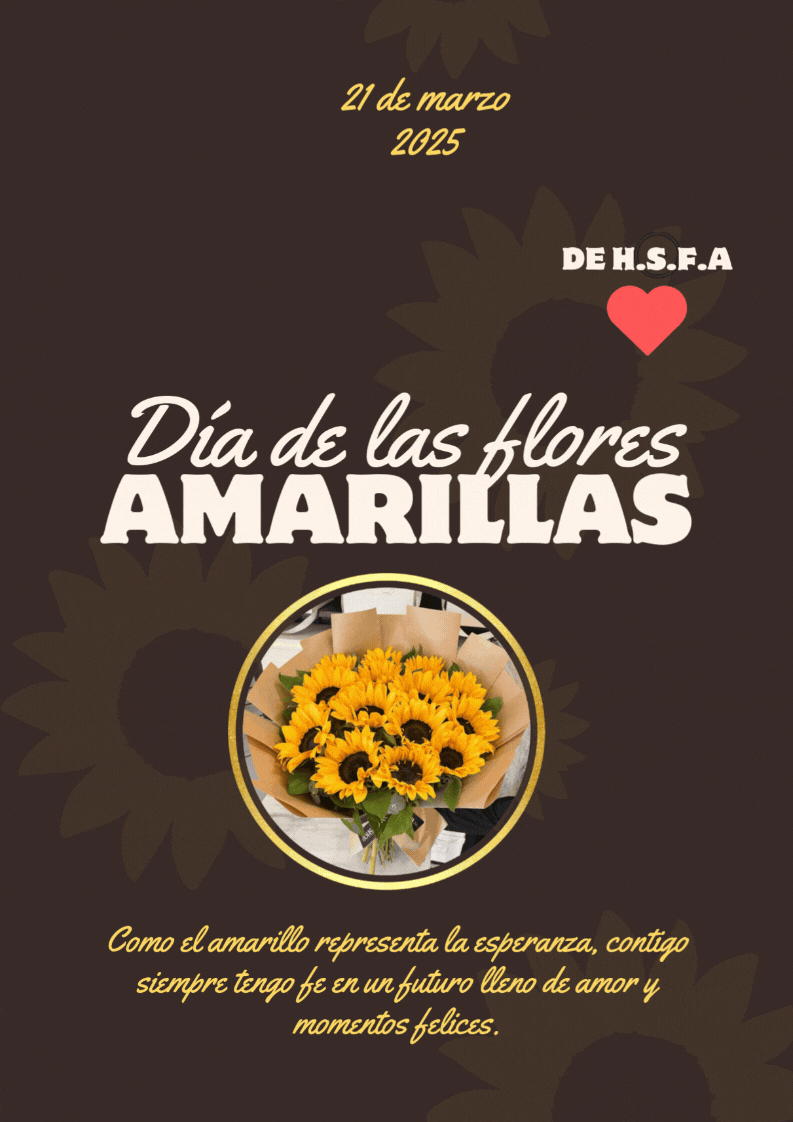 21 de marzo
2025
DE H.S.F.A
Día de las flores
AMARILLAS
Como el amarillo representa la esperanza, contigo
siempre tengo fe en un futuro lleno de amor y
momentos felices.